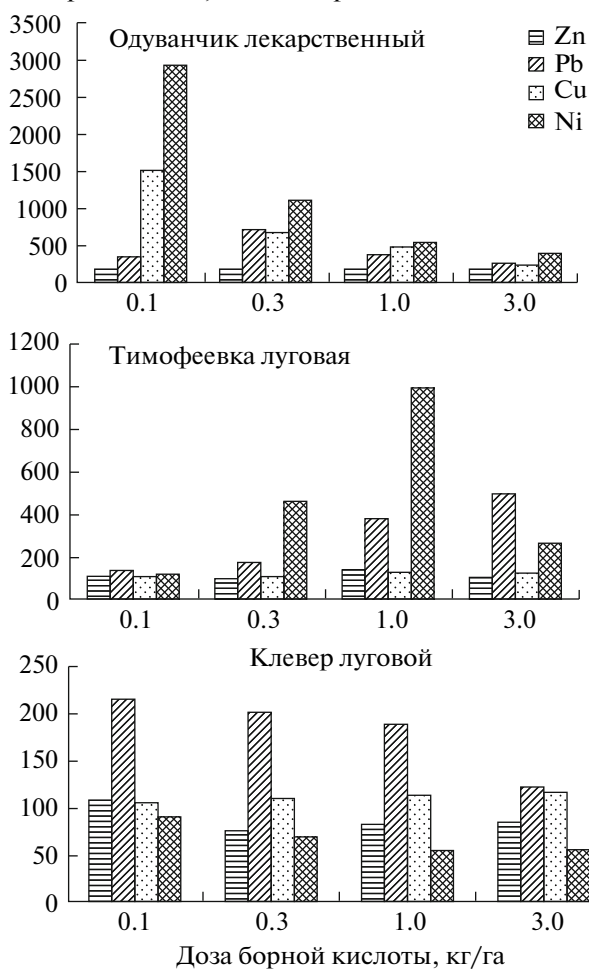 3500
Одуванчик лекарственный
Zn
3000
Pb
2500
Cu
2000
Ni
1500
1000
500
0
0.1 0.3 1.0 3.0
1200
Тимофеевка луговая
1000
800
600
400
200
0
0.1 0.3 1.0 3.0
Клевер луговой
250
200
150
100
50
0
0.1 0.3 1.0 3.0
Доза борной кислоты, кг/га